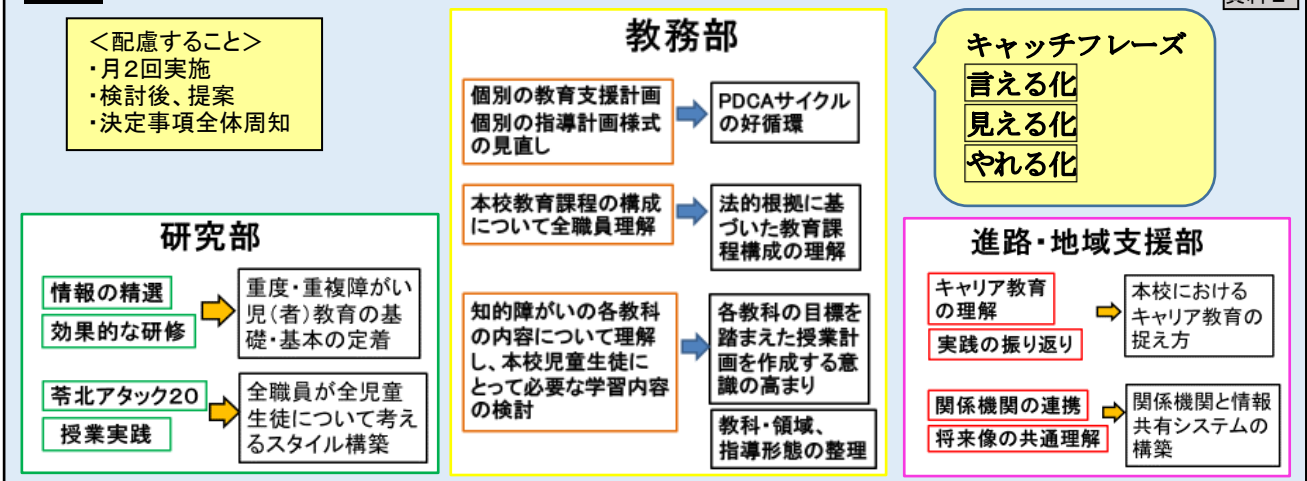 <配慮すること>
・月2回実施
・検討後、提案
・決定事項全体周知
教務部
個別の教育支援計画
個別の指導計画様式
の見直し
PDCAサイクル
の好循環
本校教育課程の構成
について全職員理解
法的根拠に基
づいた教育課
程構成の理解
知的障がいの各教科
の内容について理解
し、本校児童生徒に
とって必要な学習内容
の検討
各教科の目標を
踏まえた授業計
画を作成する意
識の高まり
教科・領域、
指導形態の整理
キャッチフレーズ
言える化
見える化
やれる化
研究部
情報の精選
効果的な研修
重度・重複障がい
児(者)教育の基
礎・基本の定着
苓北アタック20
授業実践
全職員が全児童
生徒について考え
るスタイル構築
進路・地域支援部
キャリア教育
の理解
実践の振り返り
本校における
キャリア教育の
捉え方
関係機関の連携
将来像の共通理解
関係機関と情報
共有システムの
構築